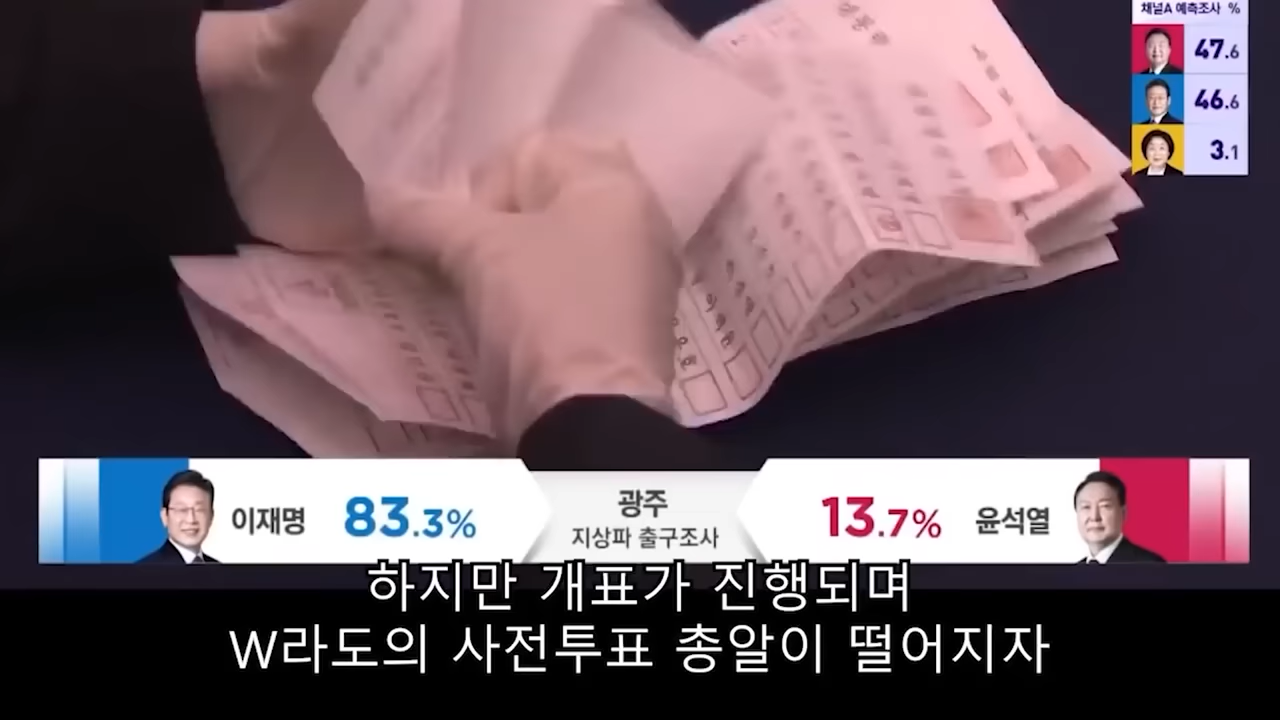 채널A 예측조사 %
47.6
46.6
3.1
이재명 83.3%
광주
지상파 출구조사
13.7% 윤석열
하지만 개표가 진행되며
W라도의 사전투표 총알이 떨어지자